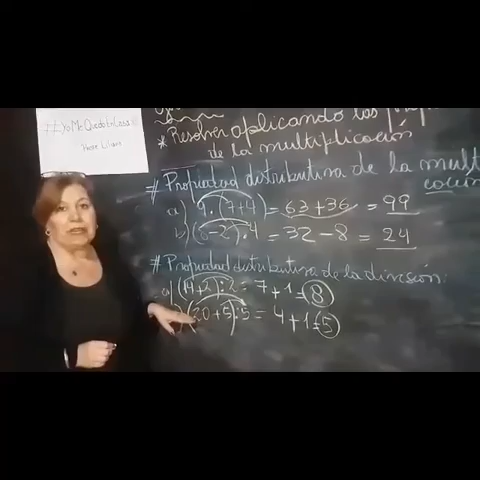 #YoMeQuedoEnCasa
* Resolver aplicando las prop
de la multiplicación
# Propiedad distributiva de la mult
a) 9.(7+4) = 63+36 = 99
b) (8-2).4 = 32-8 = 24
# Propiedad distributiva de la división:
a) (14+2):2 = 7+1= 8
(20+5):5 = 4+1= 5